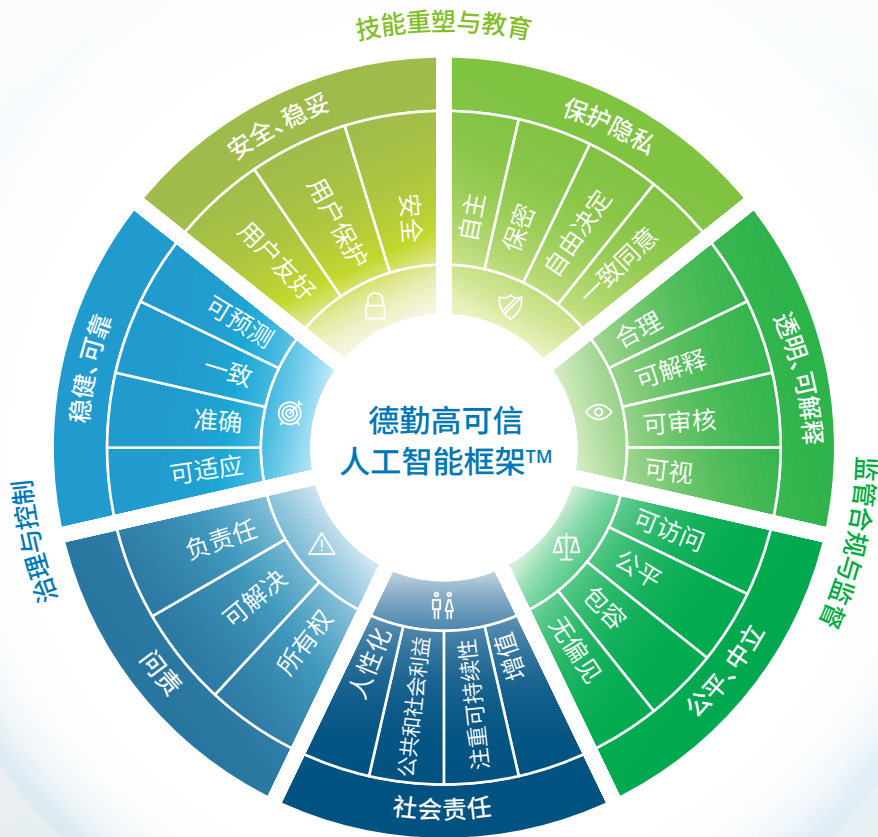 技能重塑与教育
保护隐私
自主
保密
自由决定
一致同意
透明、可解释
合理
可解释
可审核
可视
监管合规与监督
公平、中立
可访问
公平
包容
无偏见
社会责任
增值
注重可持续性
公共和社会利益
人性化
问责
所有权
可解决
负责任
治理与控制
稳健、可靠
可适应
准确
一致
可预测
安全、稳妥
用户友好
用户保护
安全
德勤高可信
人工智能框架™